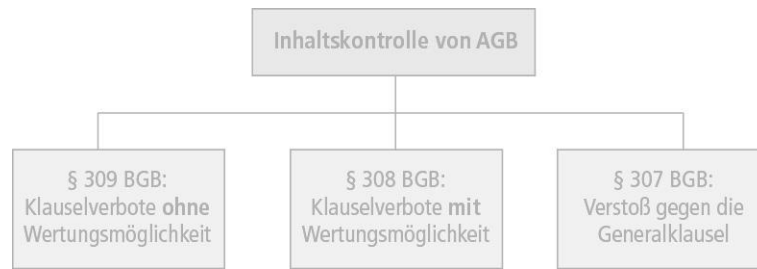 Inhaltskontrolle von AGB
§ 309 BGB:
Klauselverbote ohne
Wertungsmöglichkeit
§ 308 BGB:
Klauselverbote mit
Wertungsmöglichkeit
§ 307 BGB:
Verstoß gegen die
Generalklausel